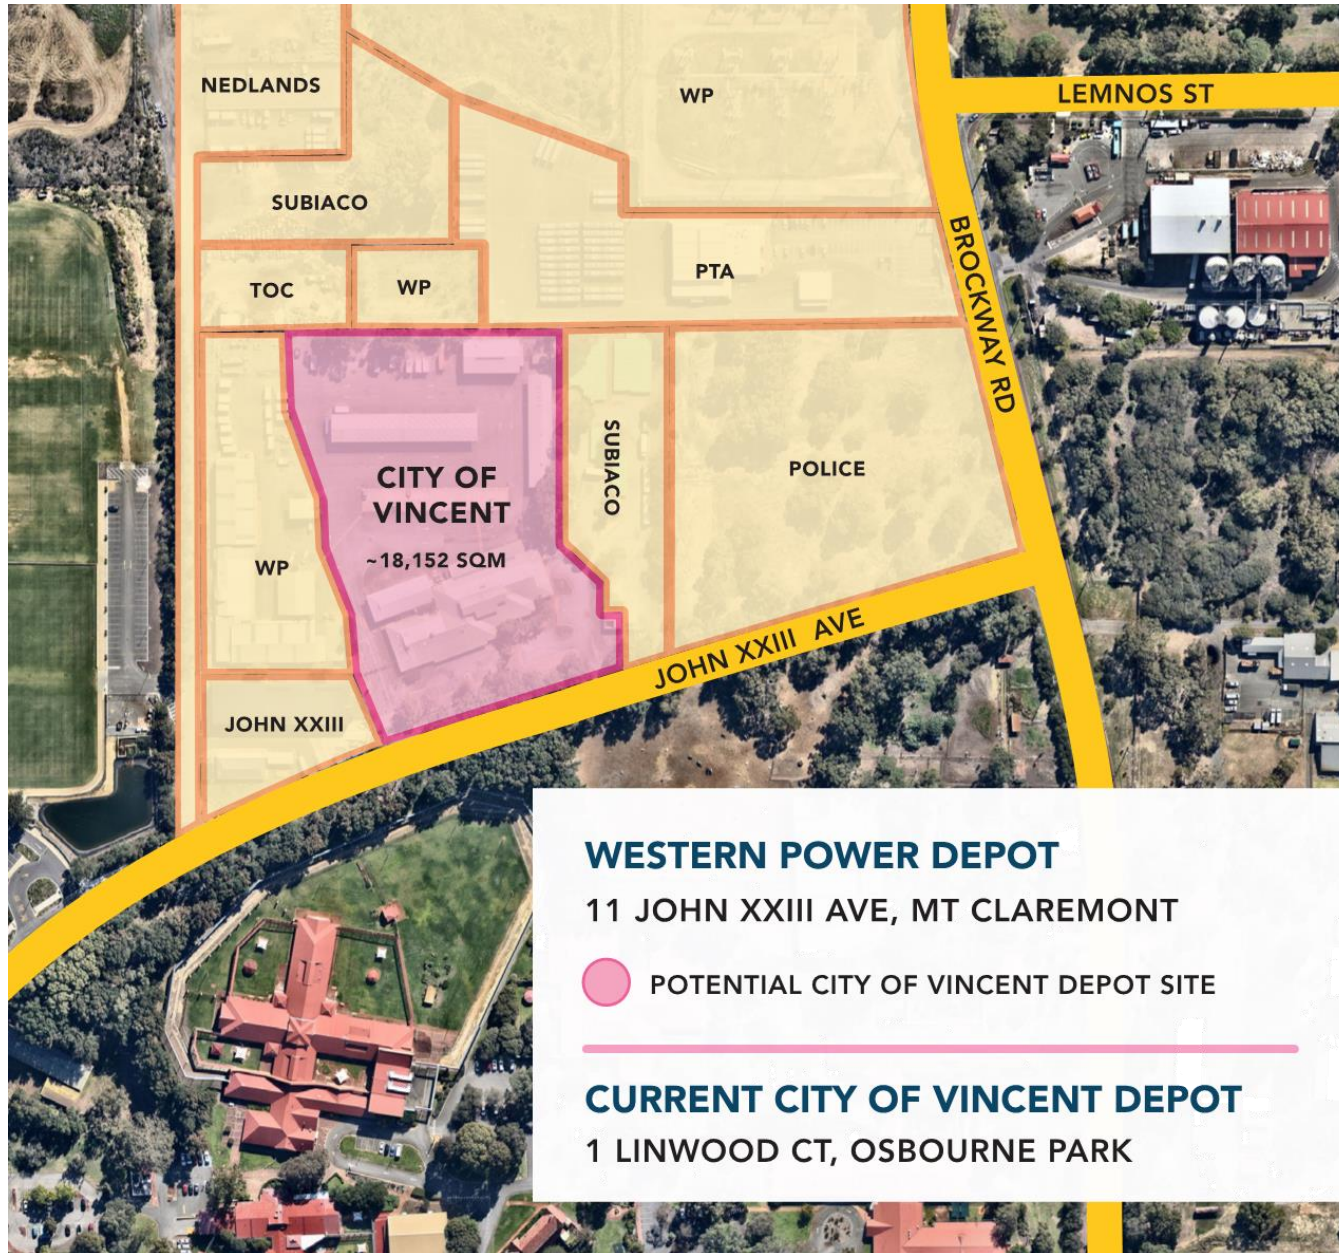 NEDLANDS
WP
LEMNOS ST
SUBIACO
BROCKWAY RD
TOC
WP
PTA
SUBIACO
CITY OF
VINCENT
~18,152 SQM
POLICE
WP
JOHN XXIII AVE
JOHN XXIII
WESTERN POWER DEPOT
11 JOHN XXIII AVE, MT CLAREMONT
POTENTIAL CITY OF VINCENT DEPOT SITE
CURRENT CITY OF VINCENT DEPOT
1 LINWOOD CT, OSBOURNE PARK